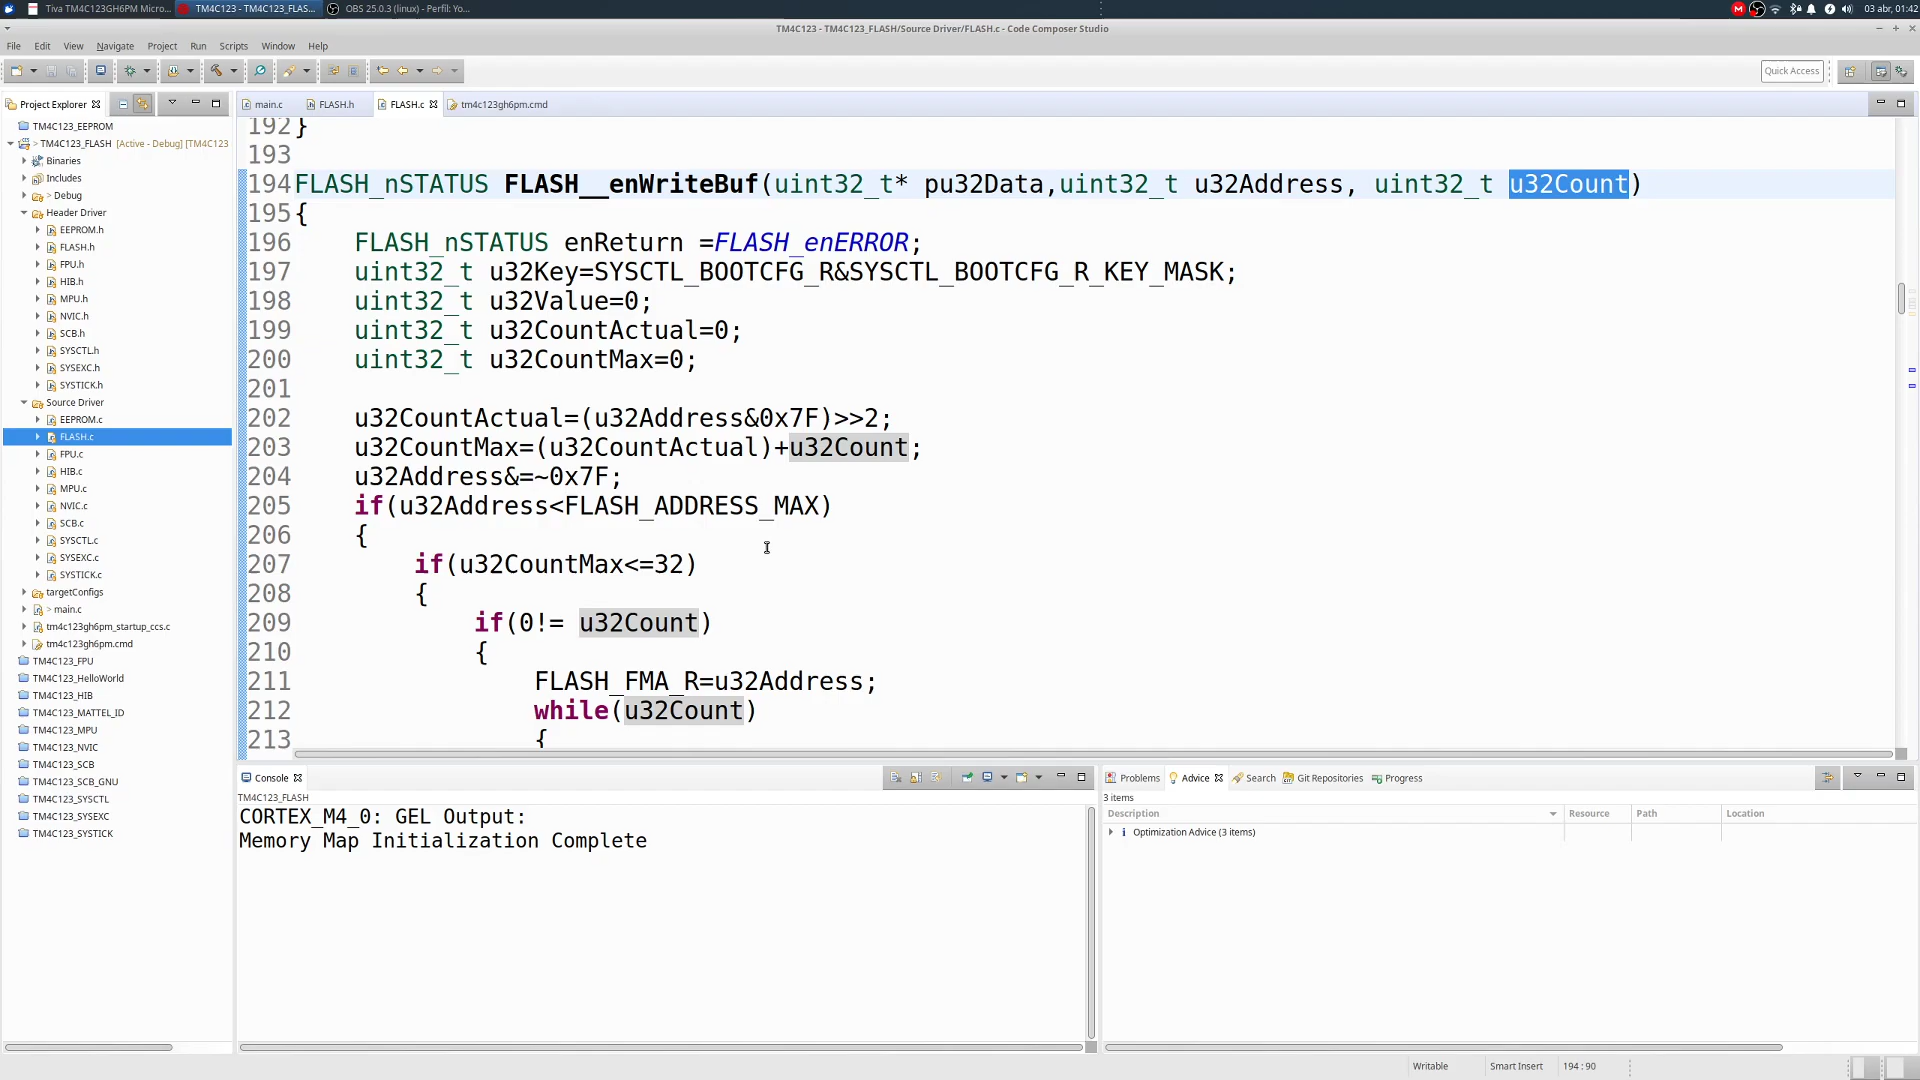 Tiva TM4C123GH6PM Micro...
TM4C123 - TM4C123_FLAS...
OBS 25.0.3 (linux) - Perfil: Yo...
03 abr, 01:42
TM4C123 - TM4C123_FLASH/Source Driver/FLASH.c - Code Composer Studio
File Edit View Navigate Project Run Scripts Window Help
Quick Access
Project Explorer
main.c
FLASH.h
FLASH.c
tm4c123gh6pm.cmd
TM4C123_EEPROM
> TM4C123_FLASH [Active - Debug] [TM4C123
Binaries
Includes
> Debug
Header Driver
EEPROM.h
FLASH.h
FPU.h
HIB.h
MPU.h
NVIC.h
SCB.h
SYSCTL.h
SYSEXC.h
SYSTICK.h
Source Driver
EEPROM.c
FLASH.c
FPU.c
HIB.c
MPU.c
NVIC.c
SCB.c
SYSCTL.c
SYSEXC.c
SYSTICK.c
targetConfigs
> main.c
tm4c123gh6pm_startup_ccs.c
tm4c123gh6pm.cmd
TM4C123_FPU
TM4C123_HelloWorld
TM4C123_HIB
TM4C123_MATTEL_ID
TM4C123_MPU
TM4C123_NVIC
TM4C123_SCB
TM4C123_SCB_GNU
TM4C123_SYSCTL
TM4C123_SYSEXC
TM4C123_SYSTICK
192 }
193
194 FLASH_nSTATUS FLASH__enWriteBuf(uint32_t* pu32Data,uint32_t u32Address, uint32_t u32Count)
195 {
196     FLASH_nSTATUS enReturn =FLASH_enERROR;
197     uint32_t u32Key=SYSCTL_BOOTCFG_R&SYSCTL_BOOTCFG_R_KEY_MASK;
198     uint32_t u32Value=0;
199     uint32_t u32CountActual=0;
200     uint32_t u32CountMax=0;
201
202     u32CountActual=(u32Address&0x7F)>>2;
203     u32CountMax=(u32CountActual)+u32Count;
204     u32Address&=~0x7F;
205     if(u32Address<FLASH_ADDRESS_MAX)
206     {
207         if(u32CountMax<=32)
208         {
209             if(0!= u32Count)
210             {
211                 FLASH_FMA_R=u32Address;
212                 while(u32Count)
213                 {
Console
TM4C123_FLASH
CORTEX_M4_0: GEL Output:
Memory Map Initialization Complete
Problems Advice Search Git Repositories Progress
3 items
Description Resource Path Location
i Optimization Advice (3 items)
Writable Smart Insert 194 : 90